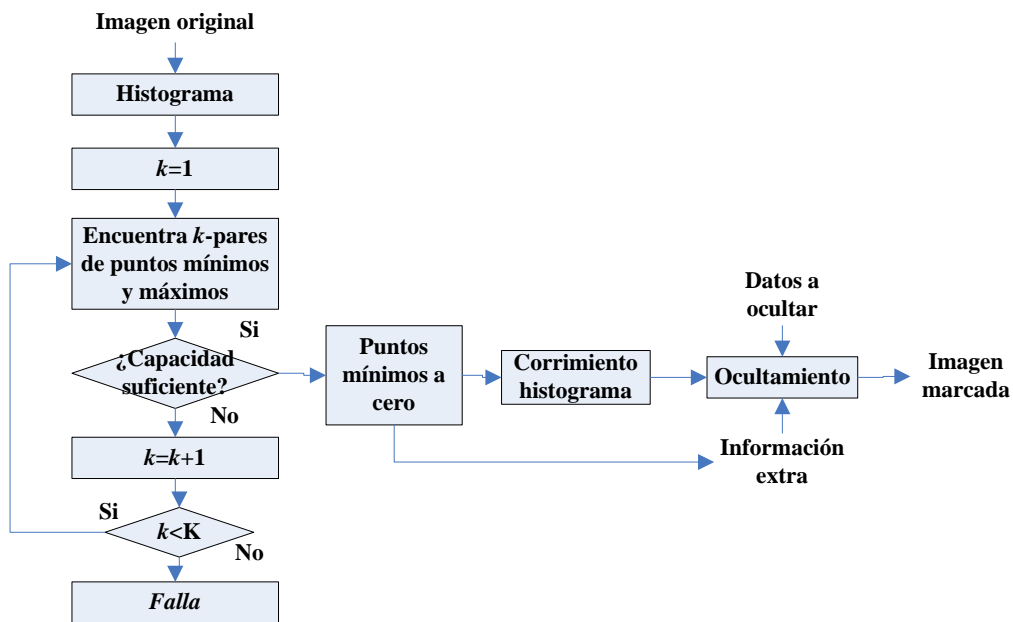 Imagen original
Histograma
k=1
Encuentra k-pares
de puntos mínimos
y máximos
Si
¿Capacidad
suficiente?
No
k=k+1
Si
k<K
No
Falla
Puntos
mínimos a
cero
Corrimiento
histograma
Datos a
ocultar
Ocultamiento
Información
extra
Imagen
marcada